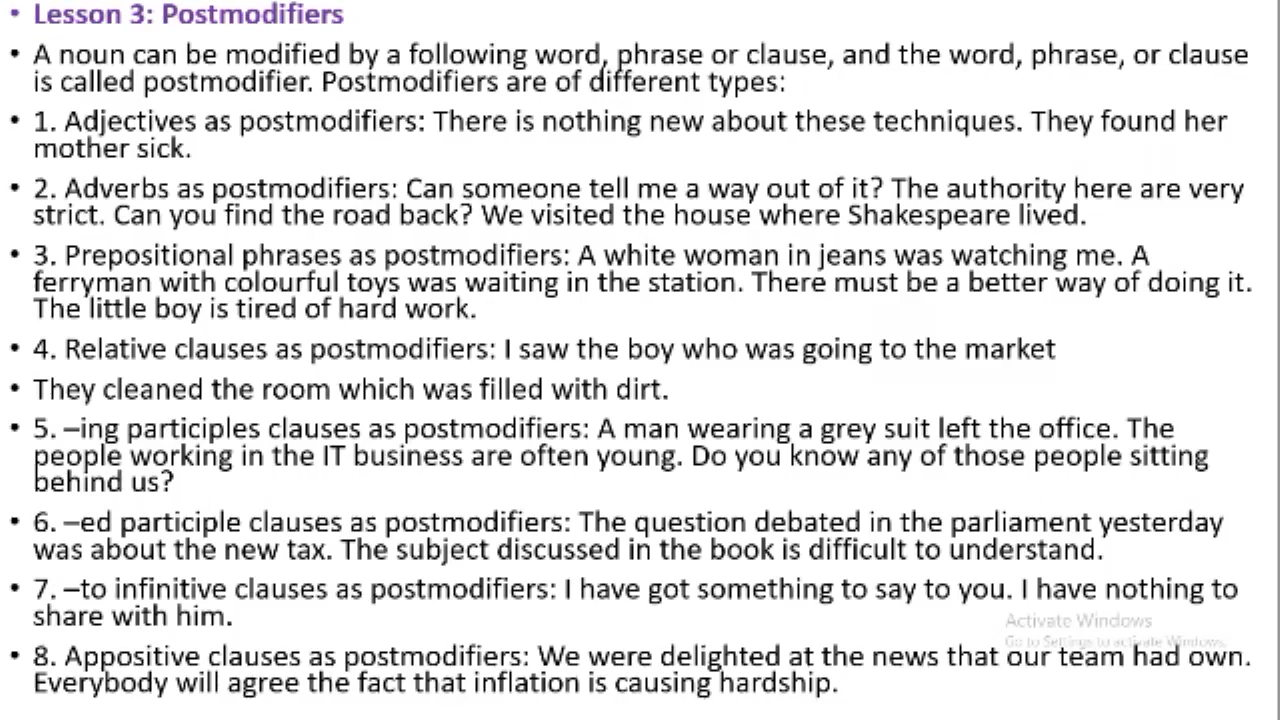 • Lesson 3: Postmodifiers
• A noun can be modified by a following word, phrase or clause, and the word, phrase, or clause
is called postmodifier. Postmodifiers are of different types:
• 1. Adjectives as postmodifiers: There is nothing new about these techniques. They found her
mother sick.
• 2. Adverbs as postmodifiers: Can someone tell me a way out of it? The authority here are very
strict. Can you find the road back? We visited the house where Shakespeare lived.
• 3. Prepositional phrases as postmodifiers: A white woman in jeans was watching me. A
ferryman with colourful toys was waiting in the station. There must be a better way of doing it.
The little boy is tired of hard work.
• 4. Relative clauses as postmodifiers: I saw the boy who was going to the market
• They cleaned the room which was filled with dirt.
• 5. –ing participles clauses as postmodifiers: A man wearing a grey suit left the office. The
people working in the IT business are often young. Do you know any of those people sitting
behind us?
• 6. –ed participle clauses as postmodifiers: The question debated in the parliament yesterday
was about the new tax. The subject discussed in the book is difficult to understand.
• 7. –to infinitive clauses as postmodifiers: I have got something to say to you. I have nothing to
share with him.
Activate Windows
Go to Settings to activate Windows.
• 8. Appositive clauses as postmodifiers: We were delighted at the news that our team had own.
Everybody will agree the fact that inflation is causing hardship.